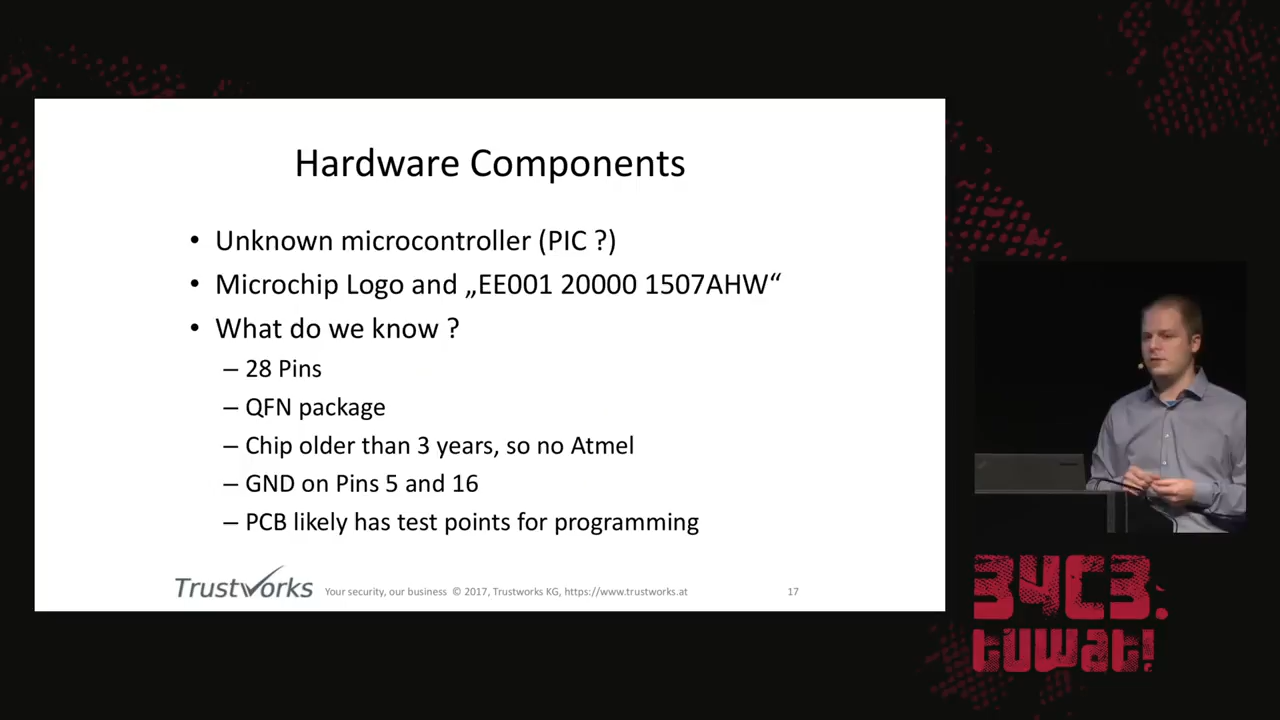 Hardware Components
• Unknown microcontroller (PIC ?)
• Microchip Logo and „EE001 20000 1507AHW“
• What do we know ?
– 28 Pins
– QFN package
– Chip older than 3 years, so no Atmel
– GND on Pins 5 and 16
– PCB likely has test points for programming
Trustworks Your security, our business © 2017, Trustworks KG, https://www.trustworks.at 17
34C3.
tuwat!